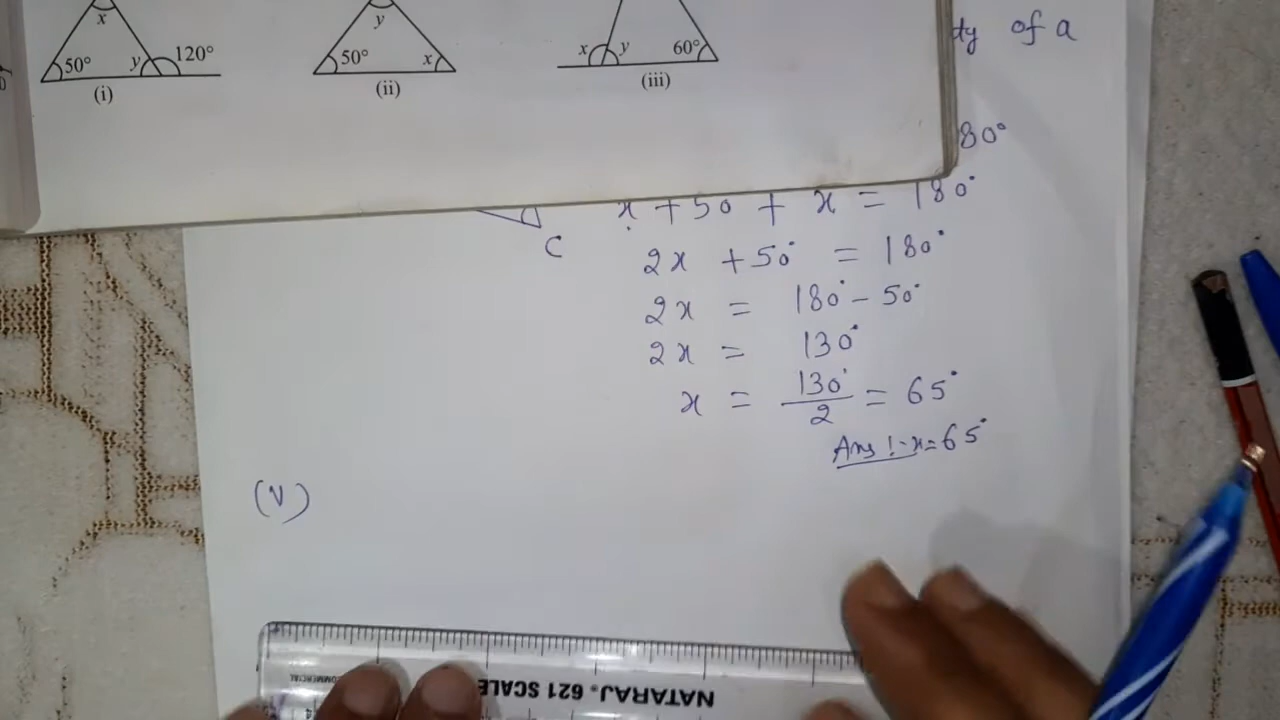 x y x
50° y 120° 50° x x y 60°
(i) (ii) (iii)
of a
80°
C x + 50 + x = 180°
2x + 50° = 180°
2x = 180° - 50°
2x = 130°
x = 130°/2 = 65°
Ans :- x = 65°
(V)
NATARAJ. 621 SCALE